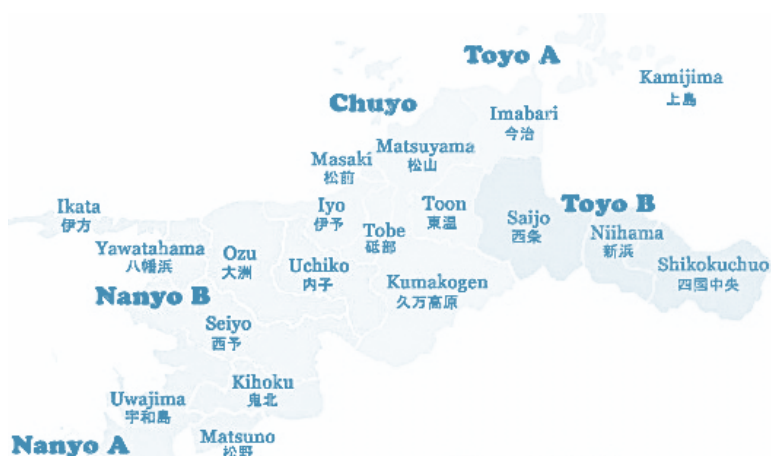 Toyo A
Kamijima
上島
Chuyo
Imabari
今治
Matsuyama
松山
Masaki
松前
Ikata
伊方
Iyo
伊予
Toon
東温
Toyo B
Saijo
西条
Tobe
砥部
Niihama
新浜
Yawatahama
八幡浜
Ozu
大洲
Uchiko
内子
Shikokuchuo
四国中央
Kumakogen
久万高原
Nanyo B
Seiyo
西予
Kihoku
鬼北
Uwajima
宇和島
Nanyo A
Matsuno
松野